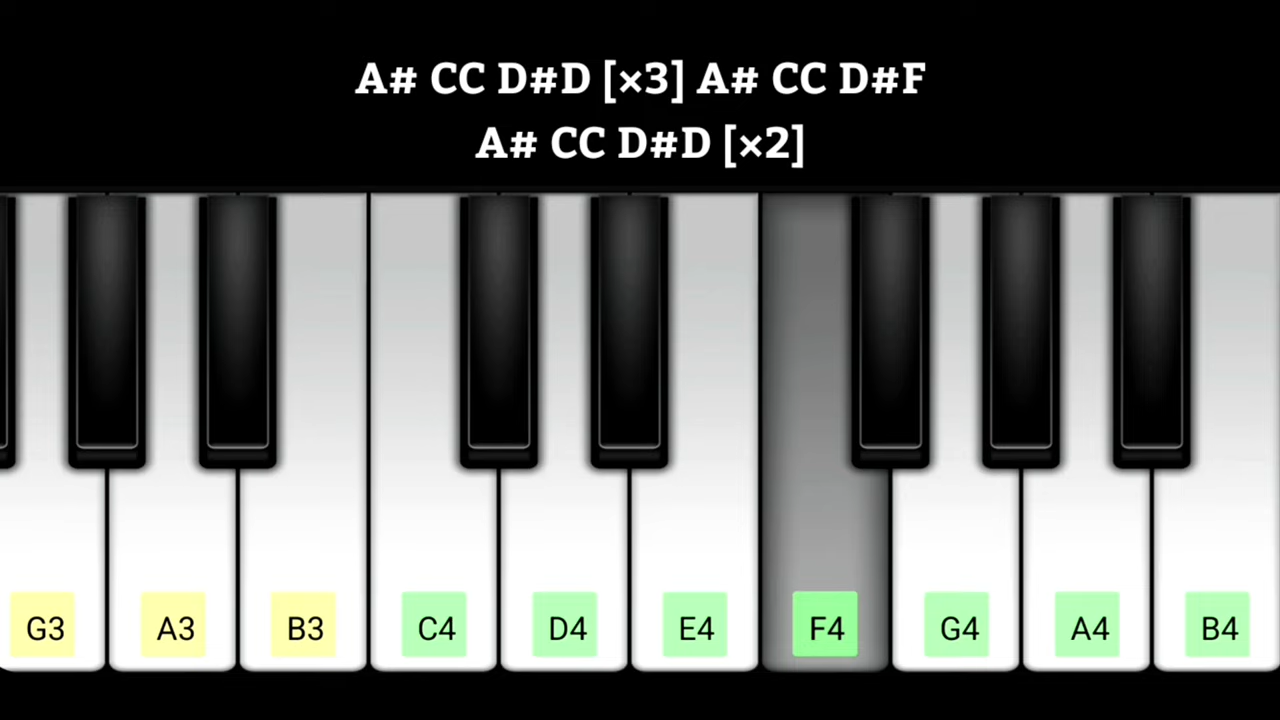 A# CC D#D [×3] A# CC D#F
A# CC D#D [×2]
G3 A3 B3 C4 D4 E4 F4 G4 A4 B4